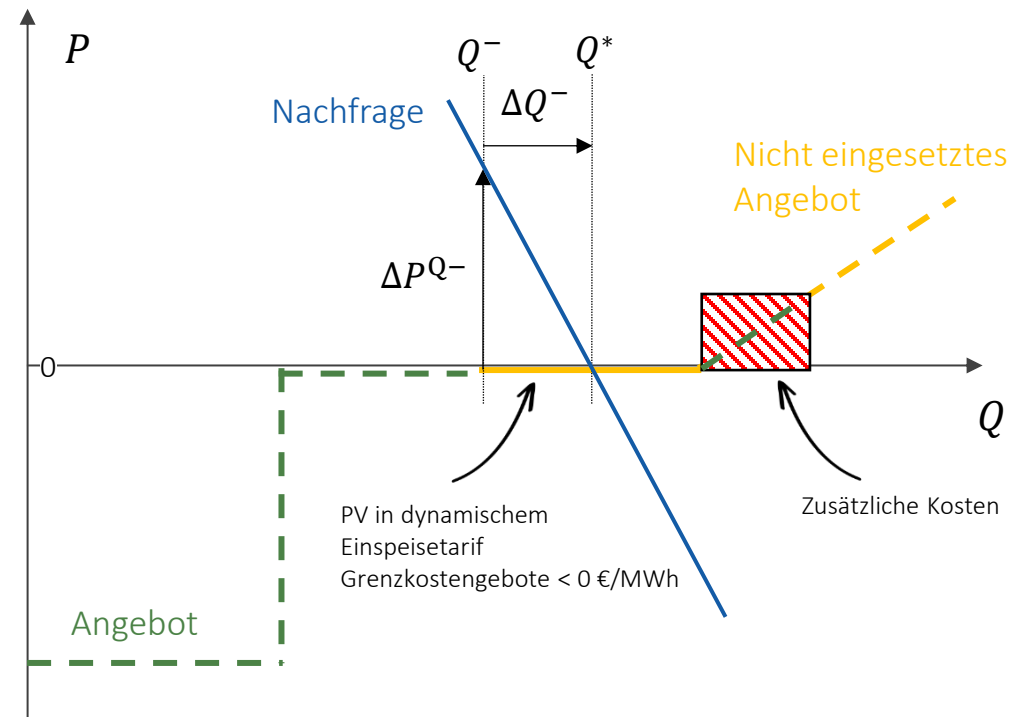 P
Q⁻
Q*
ΔQ⁻
Nachfrage
Nicht eingesetztes
Angebot
ΔP^Q−
0
Q
PV in dynamischem
Einspeisetarif
Grenzkostengebote < 0 €/MWh
Zusätzliche Kosten
Angebot